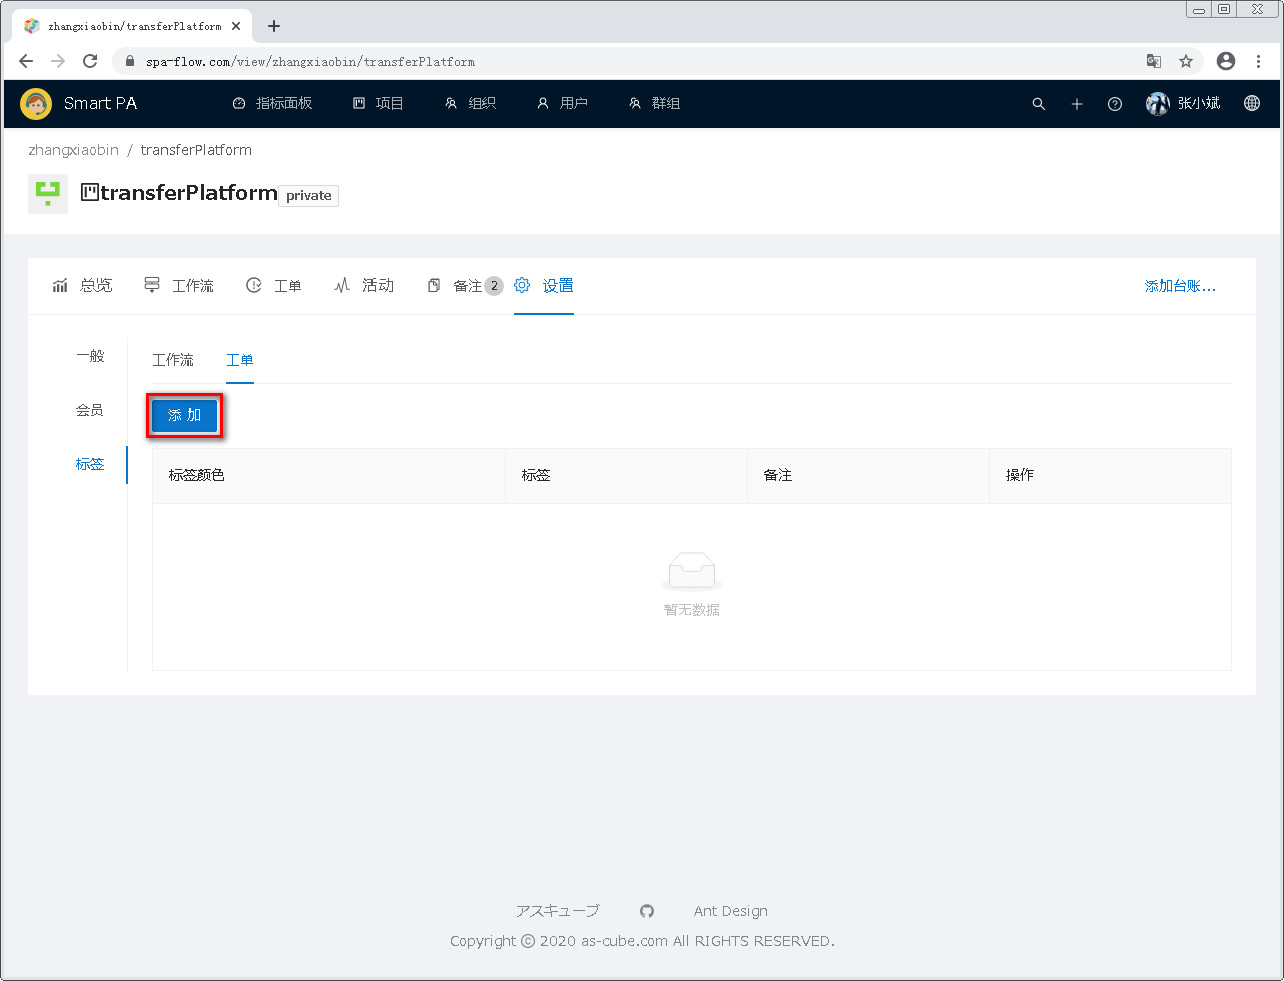 zhangxiaobin/transferPlatform
spa-flow.com/view/zhangxiaobin/transferPlatform
Smart PA 指标面板 项目 组织 用户 群组 张小斌
zhangxiaobin / transferPlatform
transferPlatform private
总览 工作流 工单 活动 备注 2 设置 添加台账...
一般 工作流 工单
会员 添 加
标签
标签颜色 标签 备注 操作
暂无数据
アスキューブ Ant Design
Copyright © 2020 as-cube.com All RIGHTS RESERVED.